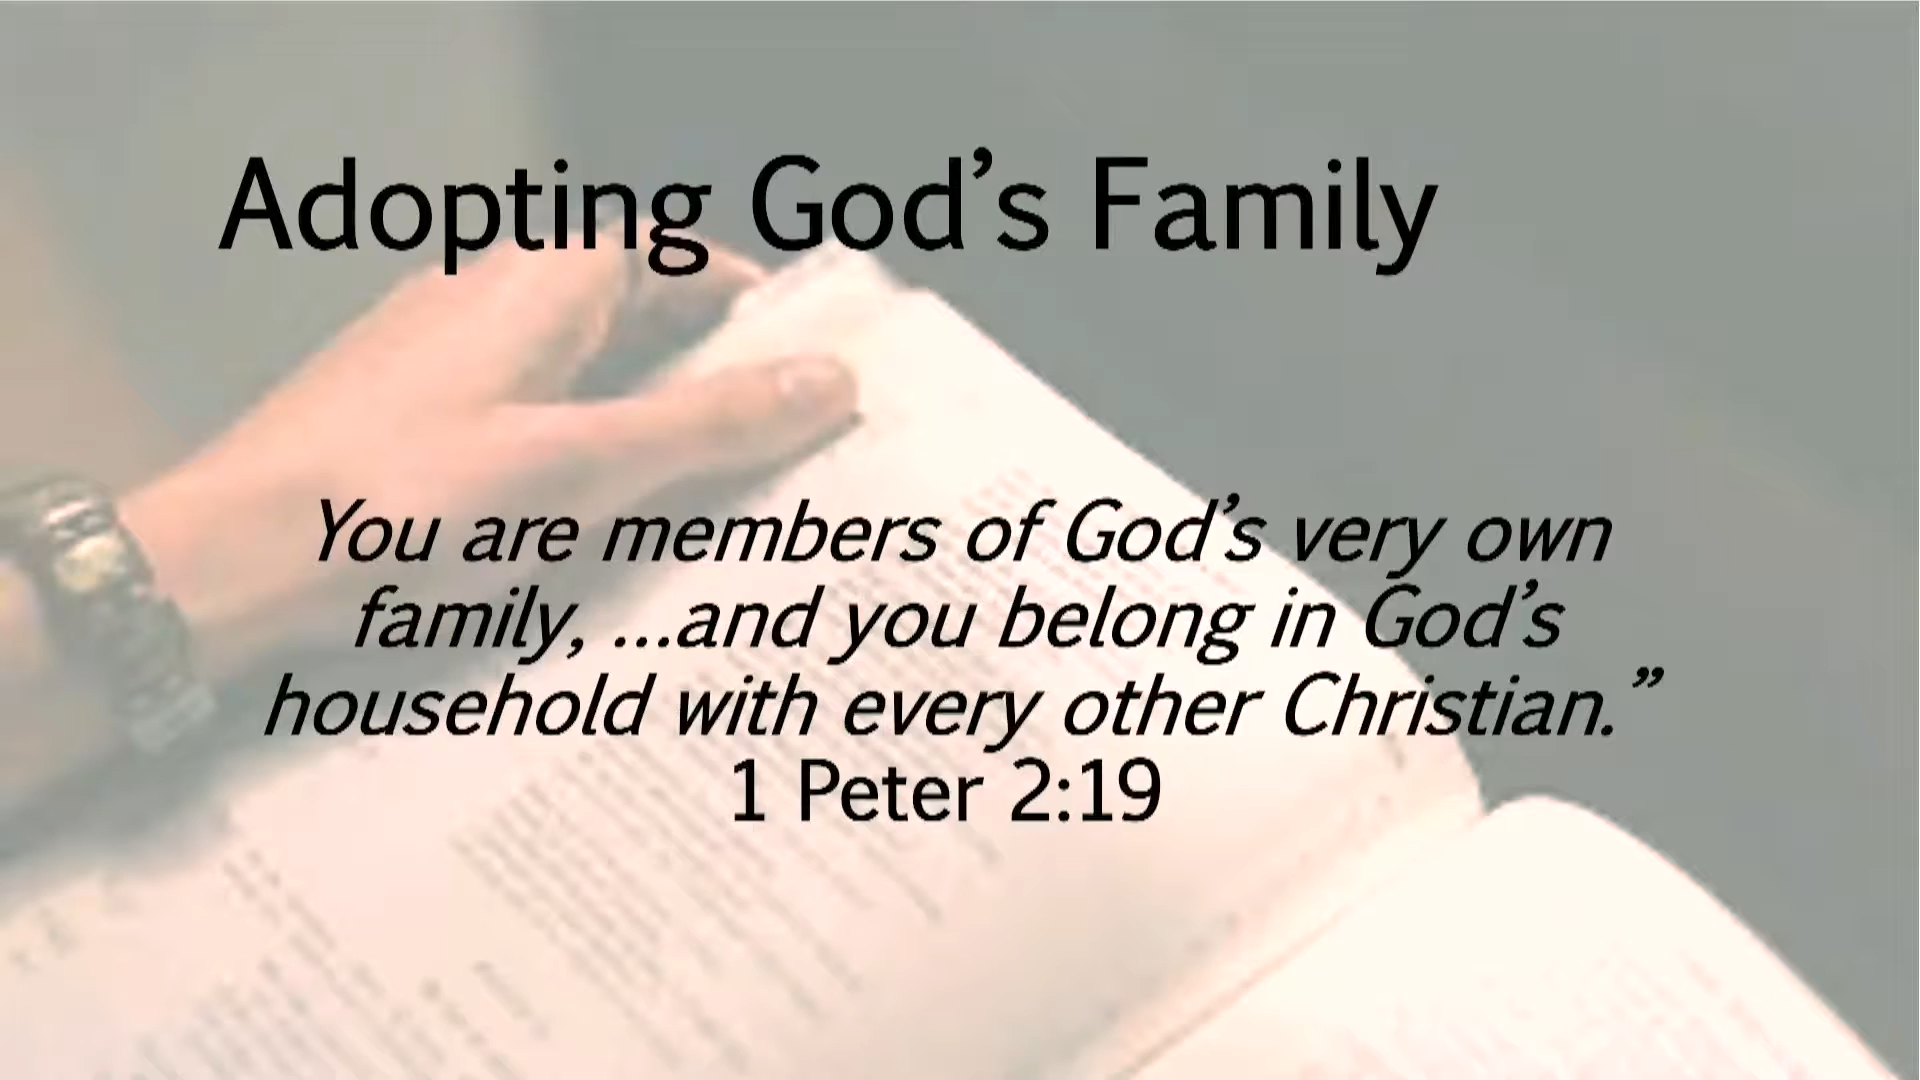 Adopting God’s Family
You are members of God’s very own
family, ...and you belong in God’s
household with every other Christian.”
1 Peter 2:19